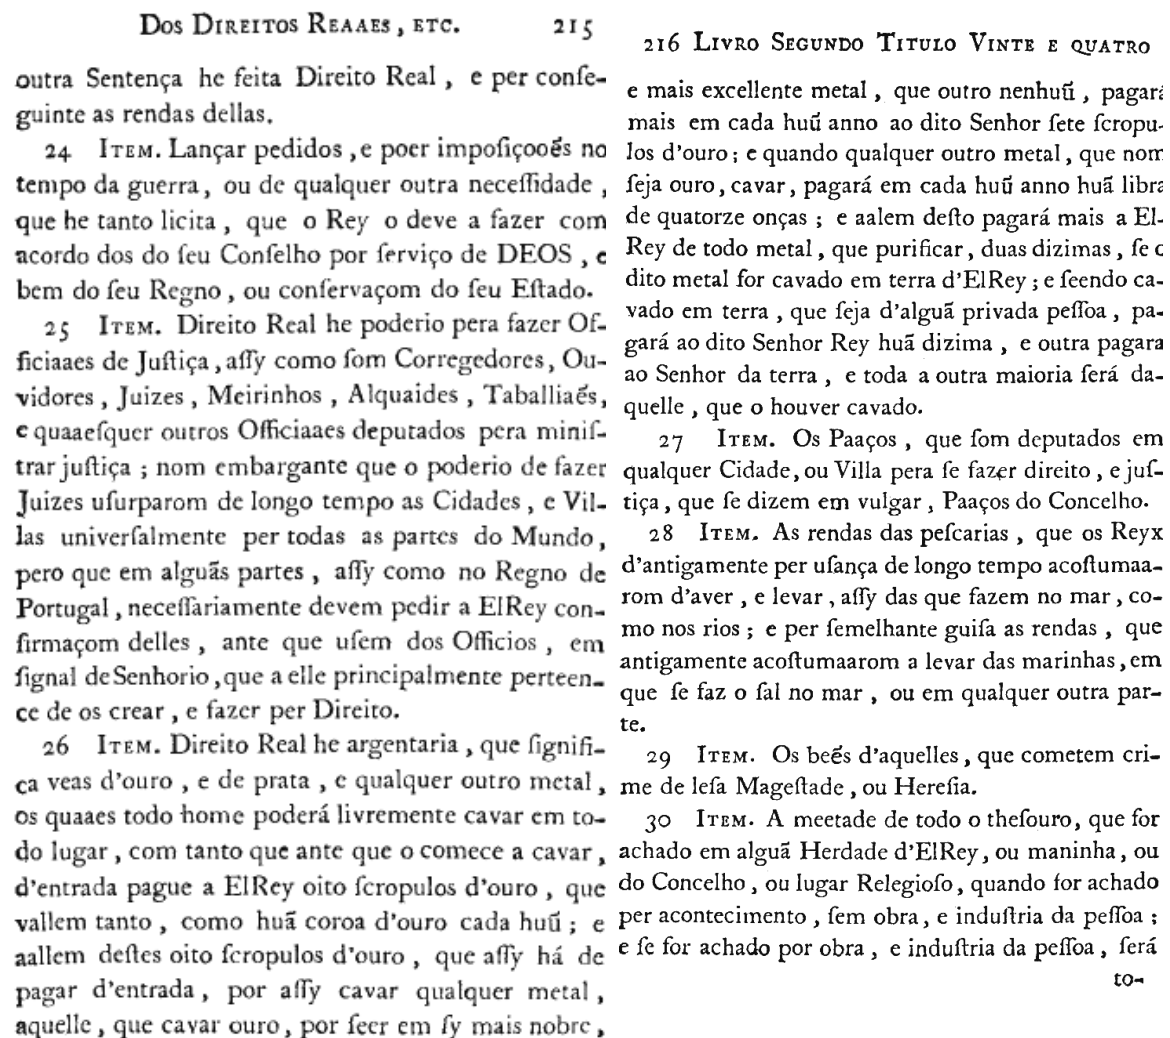 Dos Direitos Reaaes, etc. 215
outra Sentença he feita Direito Real, e per conſe-
guinte as rendas dellas.
24 Item. Lançar pedidos, e poer impoſiçooẽs no
tempo da guerra, ou de qualquer outra neceſſidade,
que he tanto licita, que o Rey o deve a fazer com
acordo dos do ſeu Conſelho por ſerviço de DEOS, e
bem do ſeu Regno, ou conſervaçom do ſeu Eſtado.
25 Item. Direito Real he poderio pera fazer Of-
ficiaaes de Juſtiça, aſſy como ſom Corregedores, Ou-
vidores, Juizes, Meirinhos, Alquaides, Taballiaẽs,
e quaaeſquer outros Officiaaes deputados pera miniſ-
trar juſtiça; nom embargante que o poderio de fazer
Juizes uſurparom de longo tempo as Cidades, e Vil-
las univerſalmente per todas as partes do Mundo,
pero que em alguãs partes, aſſy como no Regno de
Portugal, neceſſariamente devem pedir a ElRey con-
firmaçom delles, ante que uſem dos Officios, em
ſignal de Senhorio, que a elle principalmente perteen-
ce de os crear, e fazer per Direito.
26 Item. Direito Real he argentaria, que ſignifi-
ca veas d'ouro, e de prata, e qualquer outro metal,
os quaaes todo home poderá livremente cavar em to-
do lugar, com tanto que ante que o comece a cavar,
d'entrada pague a ElRey oito ſcropulos d'ouro, que
vallem tanto, como huã coroa d'ouro cada huũ; e
aallem deſtes oito ſcropulos d'ouro, que aſſy há de
pagar d'entrada, por aſſy cavar qualquer metal,
aquelle, que cavar ouro, por ſeer em ſy mais nobre,
216 Livro Segundo Titulo Vinte e quatro
e mais excellente metal, que outro nenhuũ, pagará
mais em cada huũ anno ao dito Senhor ſete ſcropu-
los d'ouro; e quando qualquer outro metal, que nom
ſeja ouro, cavar, pagará em cada huũ anno huã libra
de quatorze onças; e aalem deſto pagará mais a El-
Rey de todo metal, que purificar, duas dizimas, ſe o
dito metal for cavado em terra d'ElRey; e ſeendo ca-
vado em terra, que ſeja d'alguã privada peſſoa, pa-
gará ao dito Senhor Rey huã dizima, e outra pagara
ao Senhor da terra, e toda a outra maioria ſerá da-
quelle, que o houver cavado.
27 Item. Os Paaços, que ſom deputados em
qualquer Cidade, ou Villa pera ſe fazer direito, e juſ-
tiça, que ſe dizem em vulgar, Paaços do Concelho.
28 Item. As rendas das peſcarias, que os Reyx
d'antigamente per uſança de longo tempo acoſtumaa-
rom d'aver, e levar, aſſy das que fazem no mar, co-
mo nos rios; e per ſemelhante guiſa as rendas, que
antigamente acoſtumaarom a levar das marinhas, em
que ſe faz o ſal no mar, ou em qualquer outra par-
te.
29 Item. Os beẽs d'aquelles, que cometem cri-
me de leſa Mageſtade, ou Hereſia.
30 Item. A meetade de todo o theſouro, que for
achado em alguã Herdade d'ElRey, ou maninha, ou
do Concelho, ou lugar Relegioſo, quando for achado
per acontecimento, ſem obra, e induſtria da peſſoa;
e ſe for achado por obra, e induſtria da peſſoa, ſerá
to-